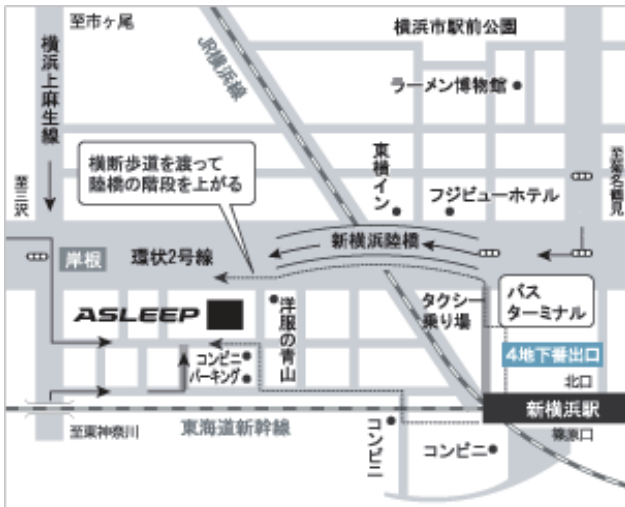 至市ヶ尾
横浜市駅前公園
JR横浜線
横浜上麻生線
ラーメン博物館
横断歩道を渡って
陸橋の階段を上がる
東横イン
フジビューホテル
至菊名鶴見
至三沢
新横浜陸橋
岸根
環状2号線
タクシー
乗り場
バス
ターミナル
ASLEEP
洋服の青山
4地下番出口
コンビニ
パーキング
北口
新横浜駅
至東神奈川
東海道新幹線
コンビニ
コンビニ
篠原口